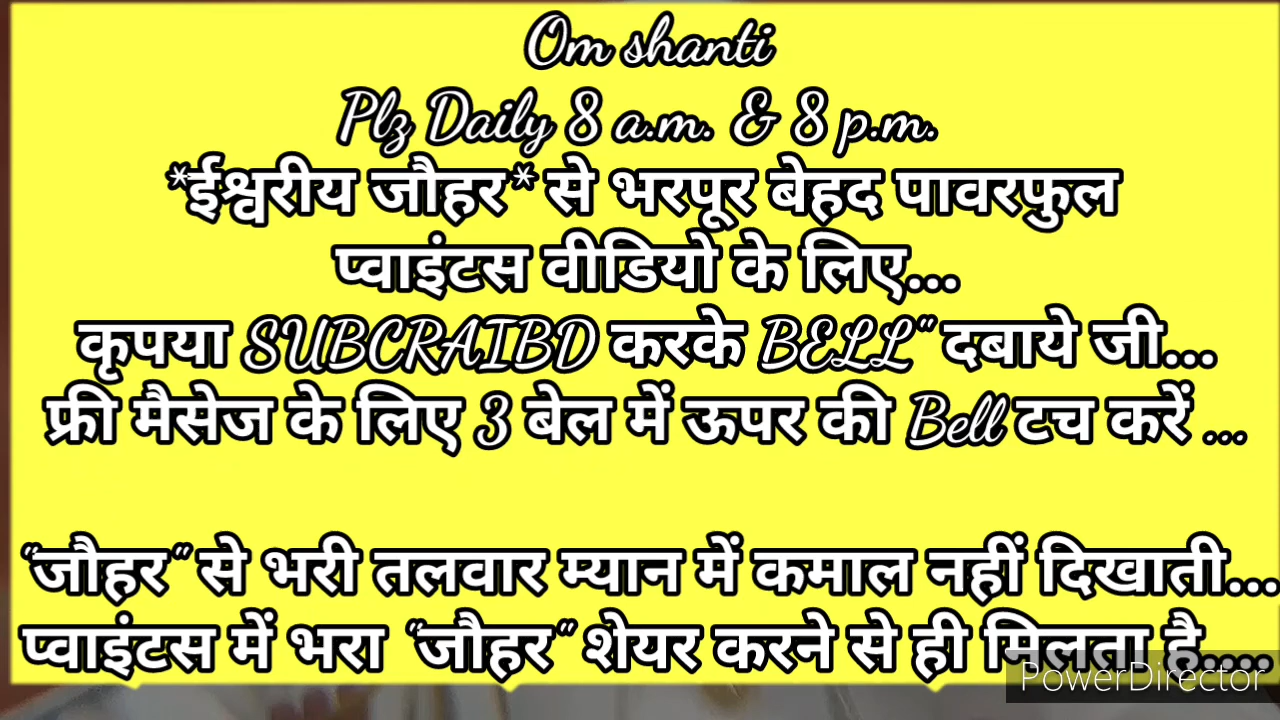 Om shanti
Plz Daily 8 a.m. & 8 p.m.
*ईश्वरीय जौहर* से भरपूर बेहद पावरफुल
प्वाइंटस वीडियो के लिए...
कृपया SUBCRAIBD करके BELL" दबाये जी...
फ्री मैसेज के लिए 3 बेल में ऊपर की Bell टच करें ...
"जौहर" से भरी तलवार म्यान में कमाल नहीं दिखाती...
प्वाइंटस में भरा "जौहर" शेयर करने से ही मिलता है....
PowerDirector